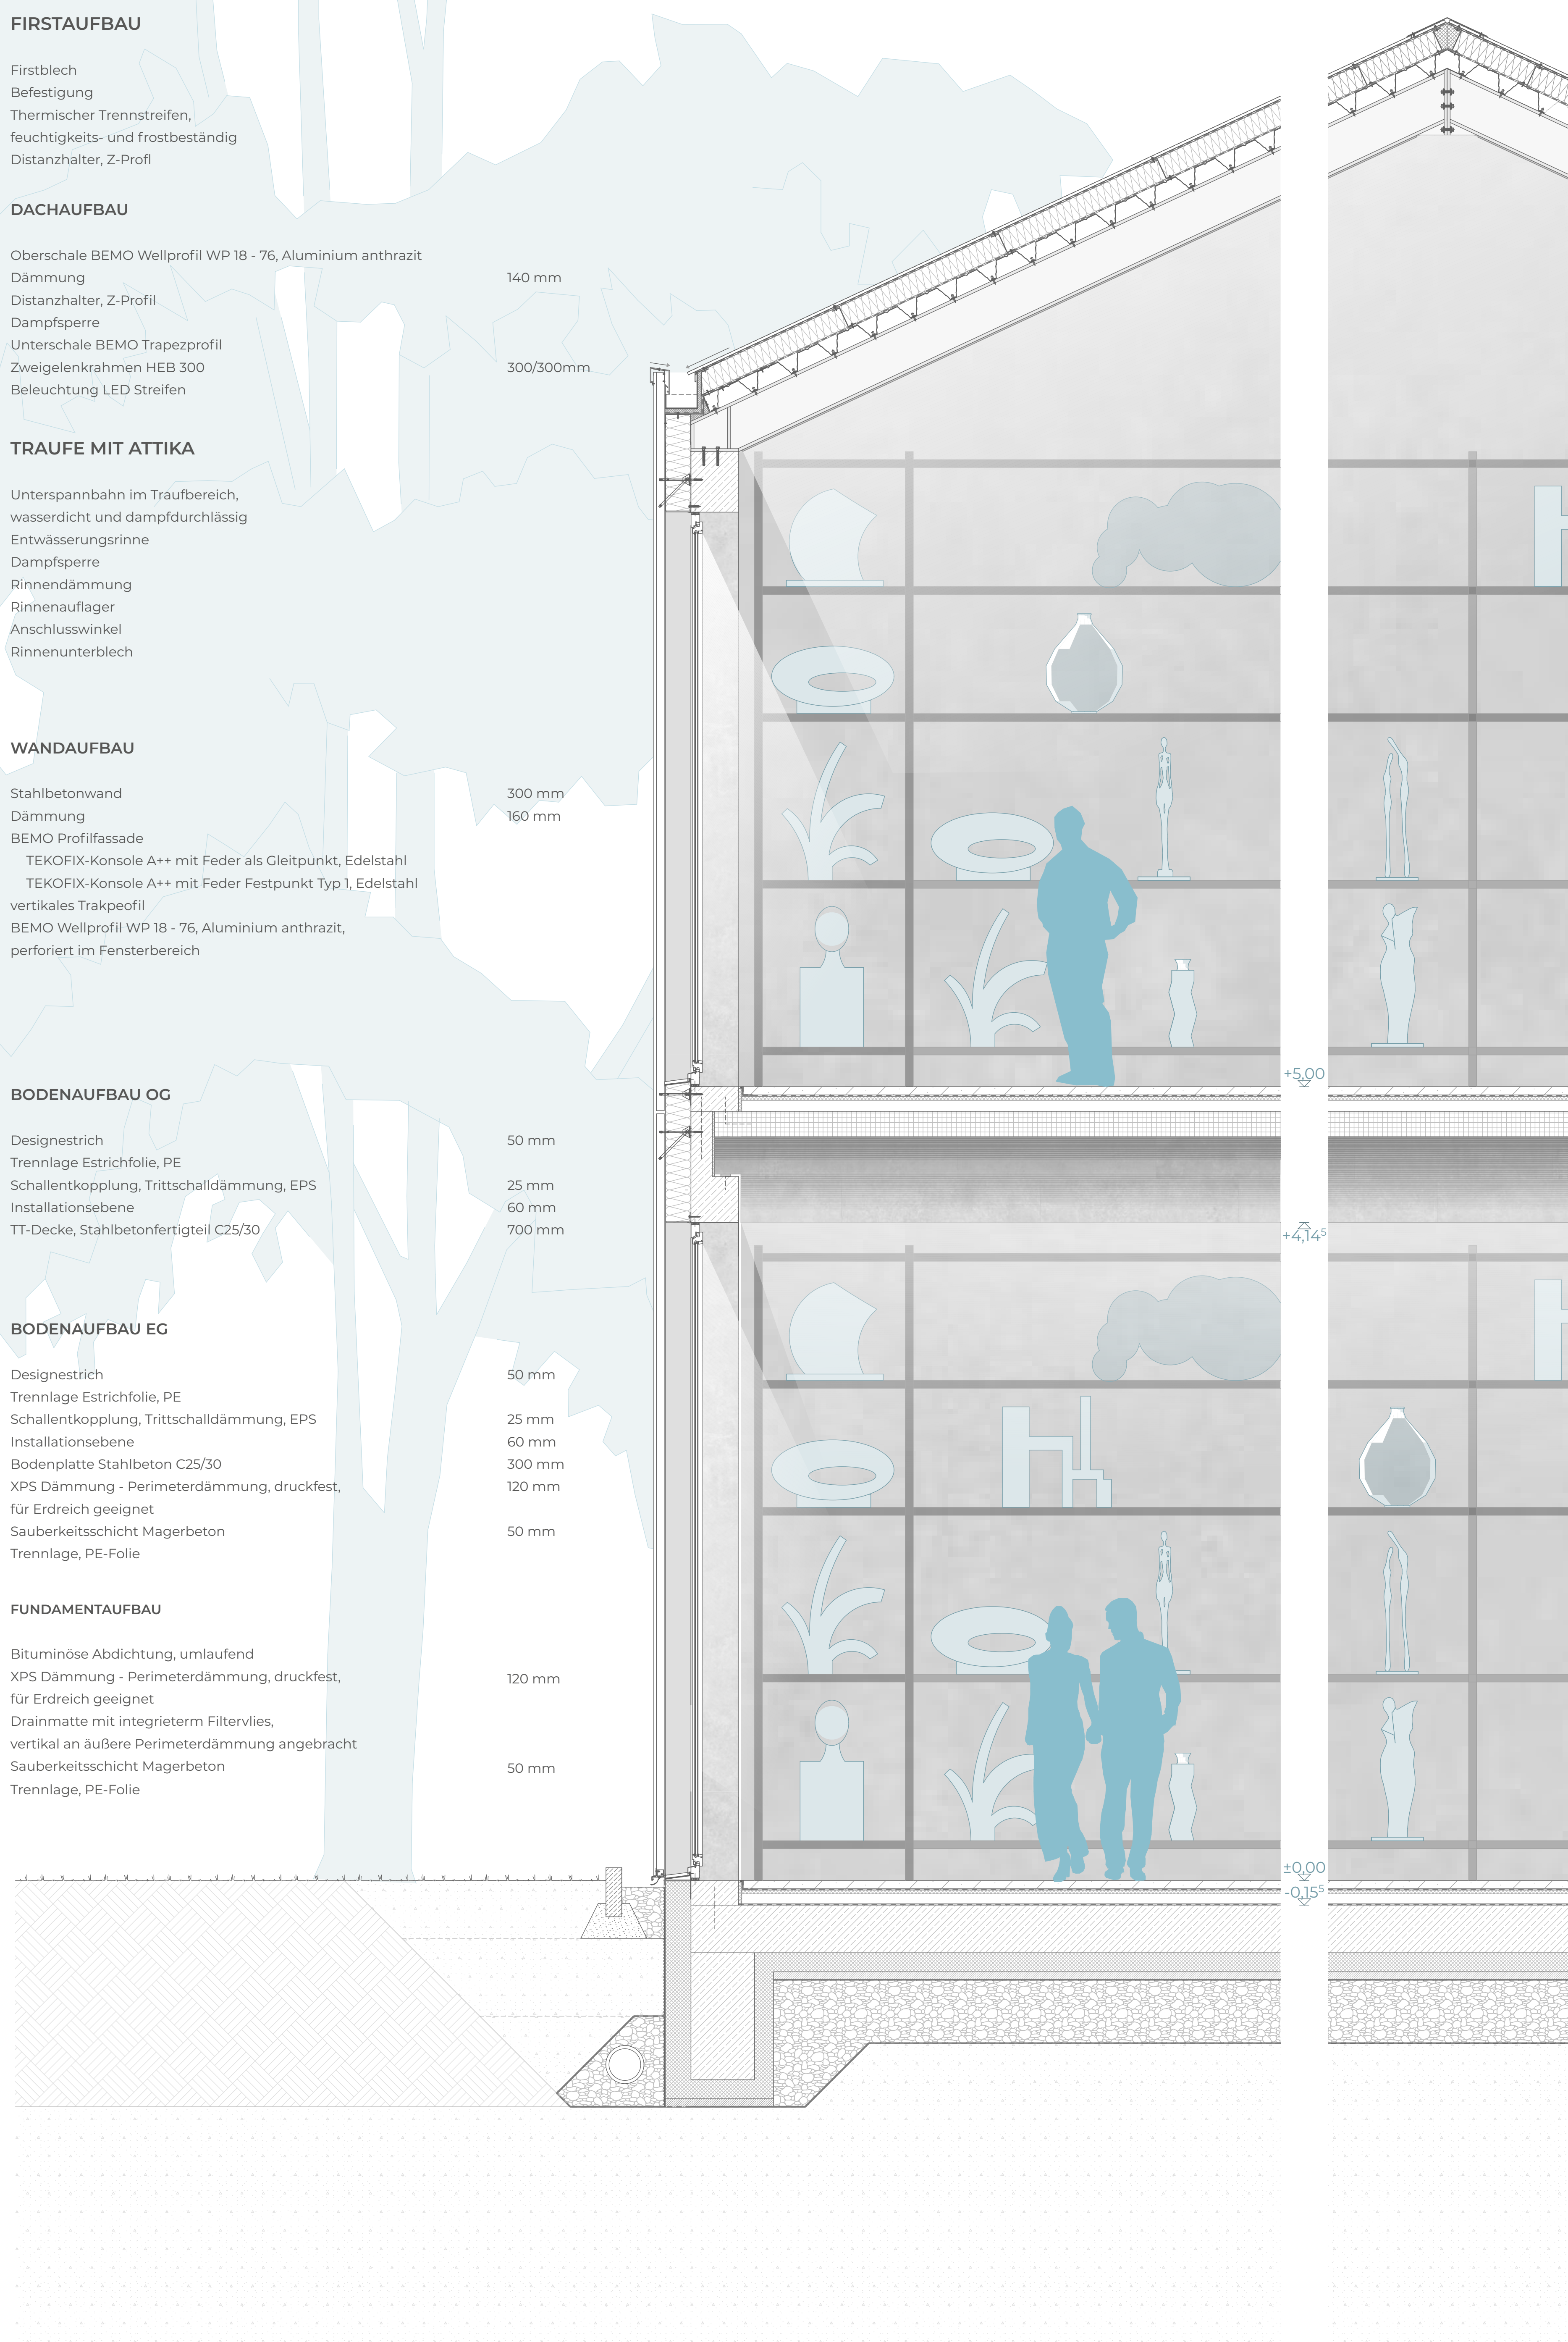 FIRSTAUFBAU
Firstblech
Befestigung
Thermischer Trennstreifen,
feuchtigkeits- und frostbeständig
Distanzhalter, Z-Profl
DACHAUFBAU
Oberschale BEMO Wellprofil WP 18 - 76, Aluminium anthrazit
Dämmung 140 mm
Distanzhalter, Z-Profil
Dampfsperre
Unterschale BEMO Trapezprofil
Zweigelenkrahmen HEB 300 300/300mm
Beleuchtung LED Streifen
TRAUFE MIT ATTIKA
Unterspannbahn im Traufbereich,
wasserdicht und dampfdurchlässig
Entwässerungsrinne
Dampfsperre
Rinnendämmung
Rinnenauflager
Anschlusswinkel
Rinnenunterblech
WANDAUFBAU
Stahlbetonwand 300 mm
Dämmung 160 mm
BEMO Profilfassade
TEKOFIX-Konsole A++ mit Feder als Gleitpunkt, Edelstahl
TEKOFIX-Konsole A++ mit Feder Festpunkt Typ 1, Edelstahl
vertikales Trakpeofil
BEMO Wellprofil WP 18 - 76, Aluminium anthrazit,
perforiert im Fensterbereich
BODENAUFBAU OG
Designestrich 50 mm
Trennlage Estrichfolie, PE
Schallentkopplung, Trittschalldämmung, EPS 25 mm
Installationsebene 60 mm
TT-Decke, Stahlbetonfertigteil C25/30 700 mm
BODENAUFBAU EG
Designestrich 50 mm
Trennlage Estrichfolie, PE
Schallentkopplung, Trittschalldämmung, EPS 25 mm
Installationsebene 60 mm
Bodenplatte Stahlbeton C25/30 300 mm
XPS Dämmung - Perimeterdämmung, druckfest, 120 mm
für Erdreich geeignet
Sauberkeitsschicht Magerbeton 50 mm
Trennlage, PE-Folie
FUNDAMENTAUFBAU
Bituminöse Abdichtung, umlaufend
XPS Dämmung - Perimeterdämmung, druckfest, 120 mm
für Erdreich geeignet
Drainmatte mit integrieterm Filtervlies,
vertikal an äußere Perimeterdämmung angebracht
Sauberkeitsschicht Magerbeton 50 mm
Trennlage, PE-Folie
+5,00
+4,14⁵
±0,00
-0,15⁵